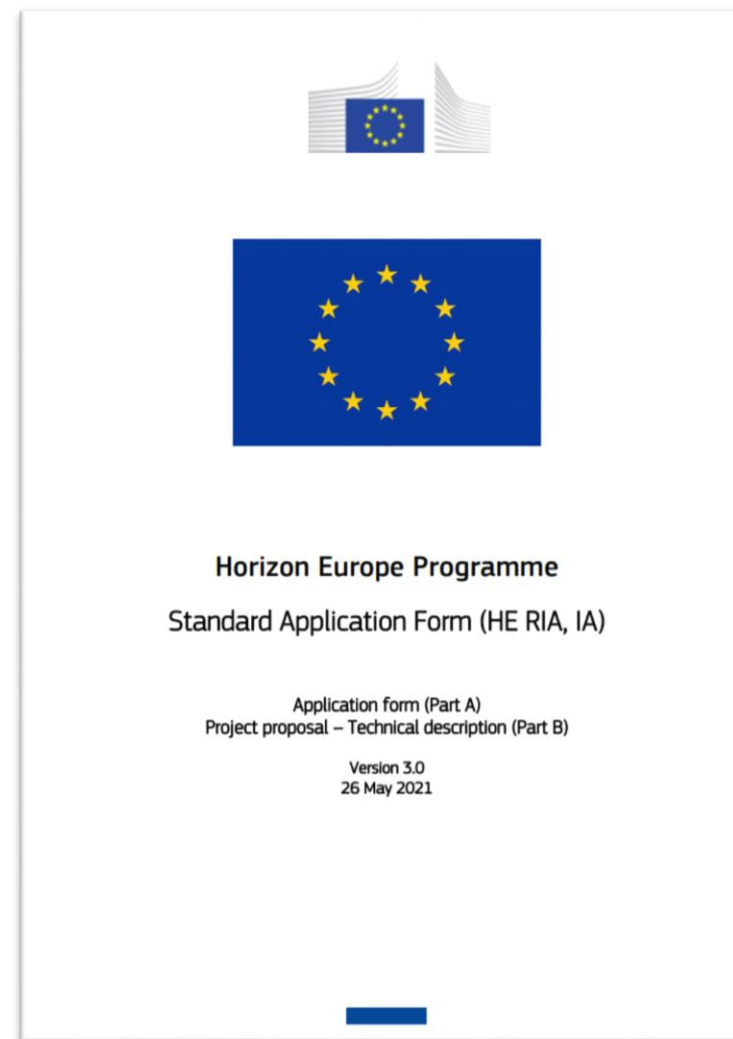 Horizon Europe Programme
Standard Application Form (HE RIA, IA)
Application form (Part A)
Project proposal – Technical description (Part B)
Version 3.0
26 May 2021